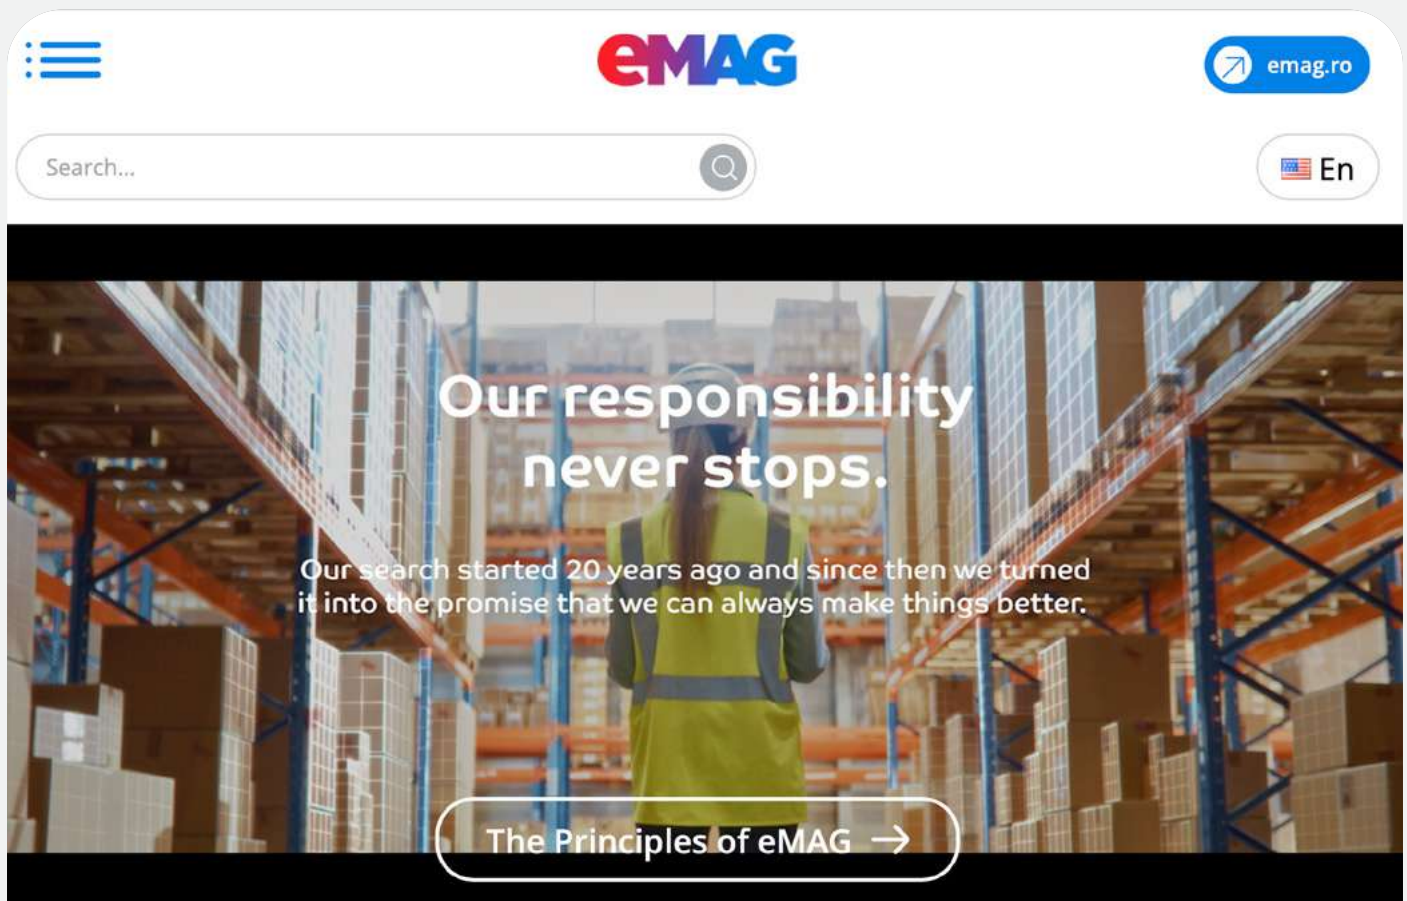 eMAG
emag.ro
Search...
En
Our responsibility
never stops.
Our search started 20 years ago and since then we turned
it into the promise that we can always make things better.
The Principles of eMAG